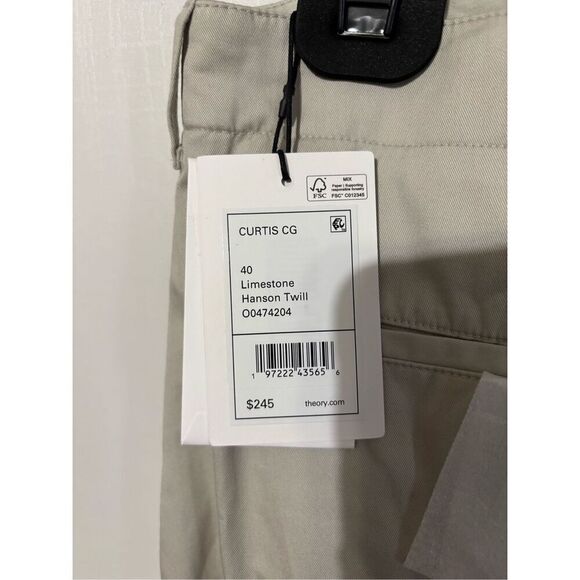 MIX
Paper | Supporting
responsible forestry
FSC® C012345
FSC
CURTIS CG
40
Limestone
Hanson Twill
O0474204
1 97222 43565 6
$245
theory.com